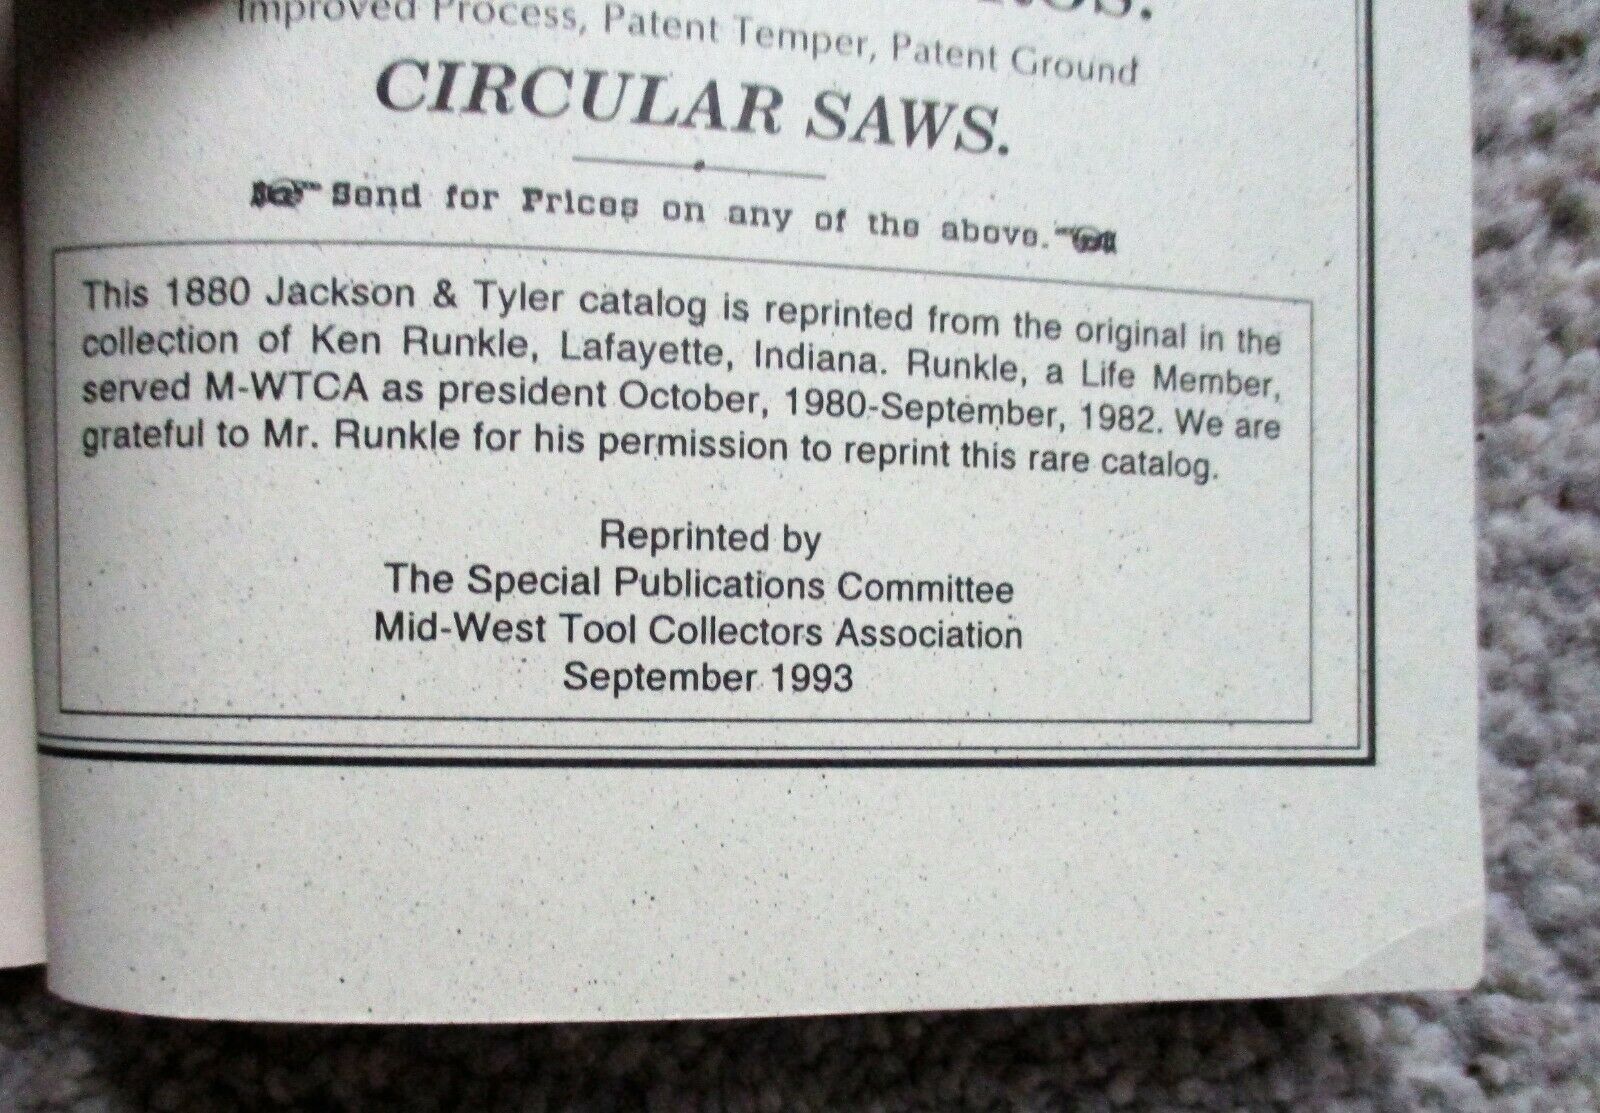 Improved Process, Patent Temper, Patent Ground
CIRCULAR SAWS.
Send for Prices on any of the above.
This 1880 Jackson & Tyler catalog is reprinted from the original in the
collection of Ken Runkle, Lafayette, Indiana. Runkle, a Life Member,
served M-WTCA as president October, 1980-September, 1982. We are
grateful to Mr. Runkle for his permission to reprint this rare catalog.
Reprinted by
The Special Publications Committee
Mid-West Tool Collectors Association
September 1993